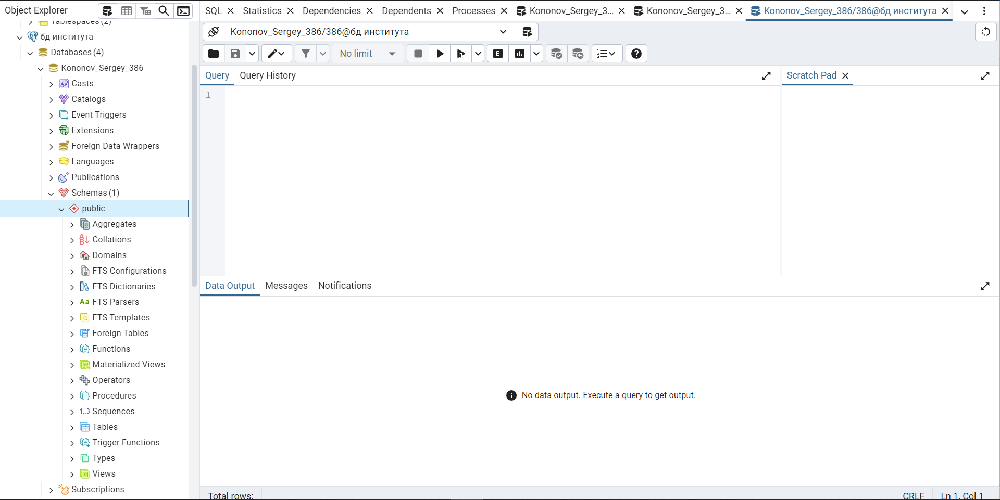 Object Explorer
SQL
Statistics
Dependencies
Dependents
Processes
Kononov_Sergey_3...
Kononov_Sergey_3...
Kononov_Sergey_386/386@бд института
Tablespaces (2)
бд института
Databases (4)
Kononov_Sergey_386
Casts
Catalogs
Event Triggers
Extensions
Foreign Data Wrappers
Languages
Publications
Schemas (1)
public
Aggregates
Collations
Domains
FTS Configurations
FTS Dictionaries
Aa FTS Parsers
FTS Templates
Foreign Tables
Functions
Materialized Views
Operators
Procedures
1..3 Sequences
Tables
Trigger Functions
Types
Views
Subscriptions
Kononov_Sergey_386/386@бд института
No limit
E
Query
Query History
Scratch Pad
1
Data Output
Messages
Notifications
No data output. Execute a query to get output.
Total rows:
CRLF
Ln 1, Col 1